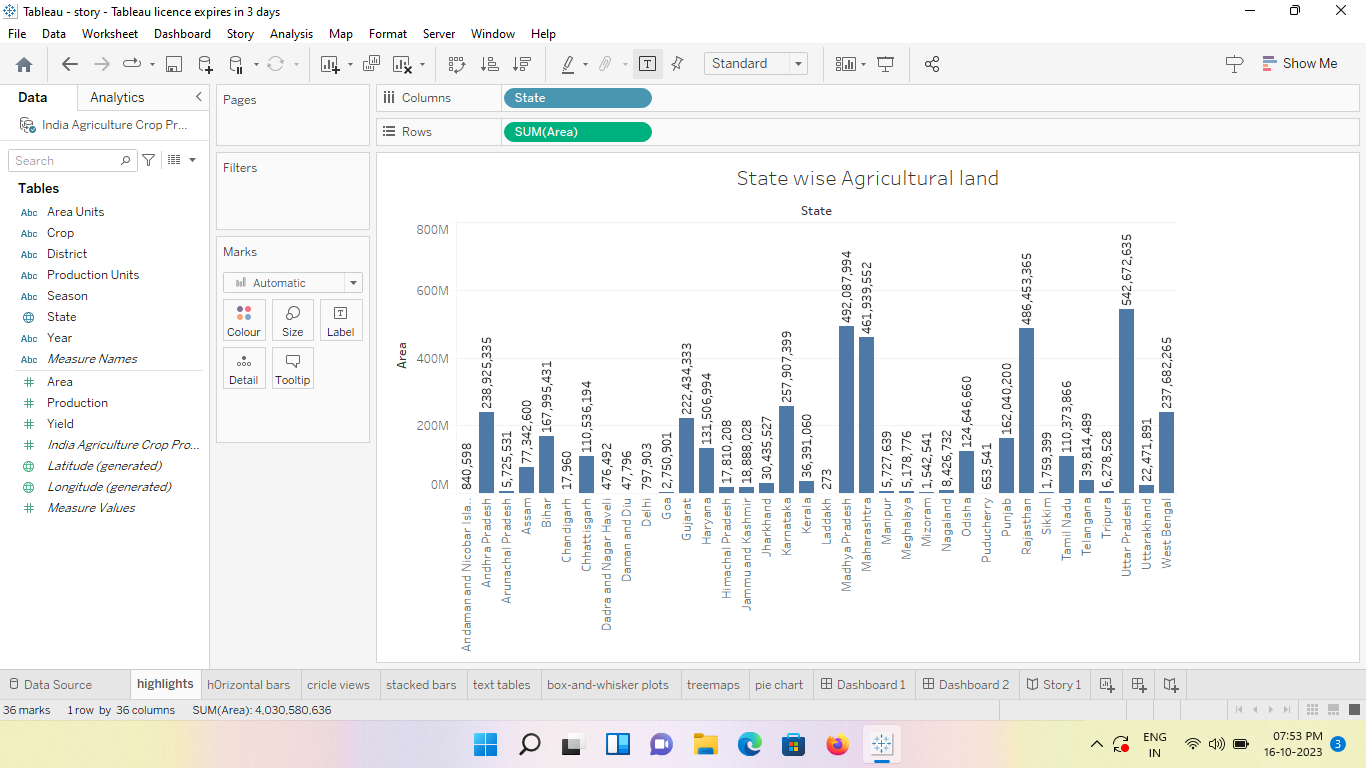 Tableau - story - Tableau licence expires in 3 days
File Data Worksheet Dashboard Story Analysis Map Format Server Window Help
Standard
Show Me
Data
Analytics
India Agriculture Crop Pr...
Search
Tables
Abc Area Units
Abc Crop
Abc District
Abc Production Units
Abc Season
State
Abc Year
Abc Measure Names
Area
Production
Yield
India Agriculture Crop Pro...
Latitude (generated)
Longitude (generated)
Measure Values
Pages
Filters
Marks
Automatic
Colour Size Label
Detail Tooltip
Columns State
Rows SUM(Area)
State wise Agricultural land
State
Area
800M
600M
400M
200M
0M
840,598
238,925,335
5,725,531
77,342,600
167,995,431
17,960
110,536,194
476,492
47,796
797,903
2,750,901
222,434,333
131,506,994
17,810,208
18,888,028
30,435,527
257,907,399
36,391,060
273
492,087,994
461,939,552
5,727,639
5,178,776
1,542,541
8,426,732
124,646,660
653,541
162,040,200
486,453,365
1,759,399
110,373,866
39,814,489
6,278,528
542,672,635
22,471,891
237,682,265
Andaman and Nicobar Isla..
Andhra Pradesh
Arunachal Pradesh
Assam
Bihar
Chandigarh
Chhattisgarh
Dadra and Nagar Haveli
Daman and Diu
Delhi
Goa
Gujarat
Haryana
Himachal Pradesh
Jammu and Kashmir
Jharkhand
Karnataka
Kerala
Laddakh
Madhya Pradesh
Maharashtra
Manipur
Meghalaya
Mizoram
Nagaland
Odisha
Puducherry
Punjab
Rajasthan
Sikkim
Tamil Nadu
Telangana
Tripura
Uttar Pradesh
Uttarakhand
West Bengal
Data Source highlights h0rizontal bars cricle views stacked bars text tables box-and-whisker plots treemaps pie chart Dashboard 1 Dashboard 2 Story 1
36 marks 1 row by 36 columns SUM(Area): 4,030,580,636
ENG
IN
07:53 PM
16-10-2023
3